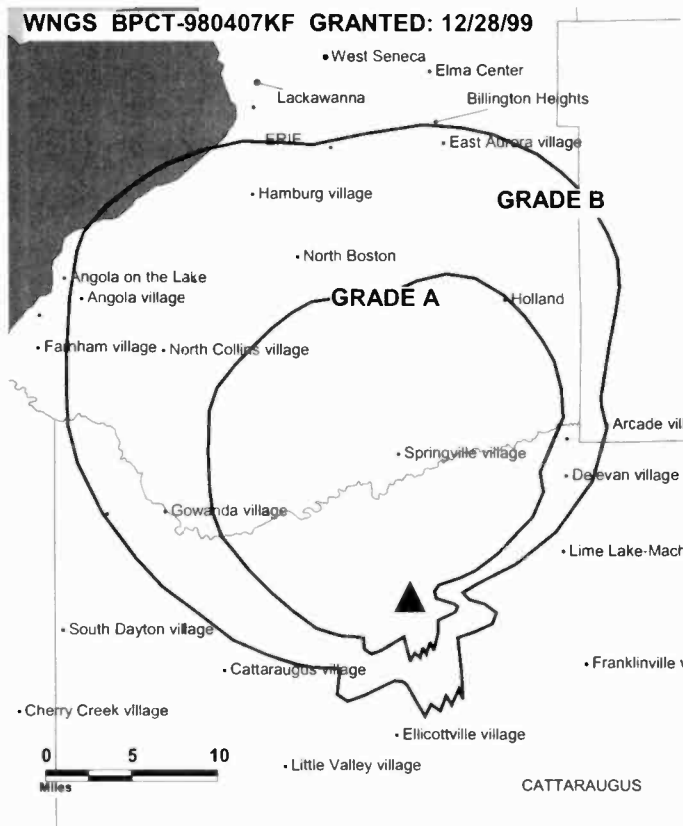 WNGS BPCT-980407KF GRANTED: 12/28/99
West Seneca
Elma Center
Lackawanna
Billington Heights
ERIE
East Aurora village
Hamburg village
GRADE B
North Boston
Angola on the Lake
Angola village
GRADE A
Holland
Farnham village
North Collins village
Arcade vil
Springville village
Delevan village
Gowanda village
Lime Lake-Mach
South Dayton village
Cattaraugus village
Franklinville v
Cherry Creek village
Ellicottville village
0 5 10
Miles
Little Valley village
CATTARAUGUS